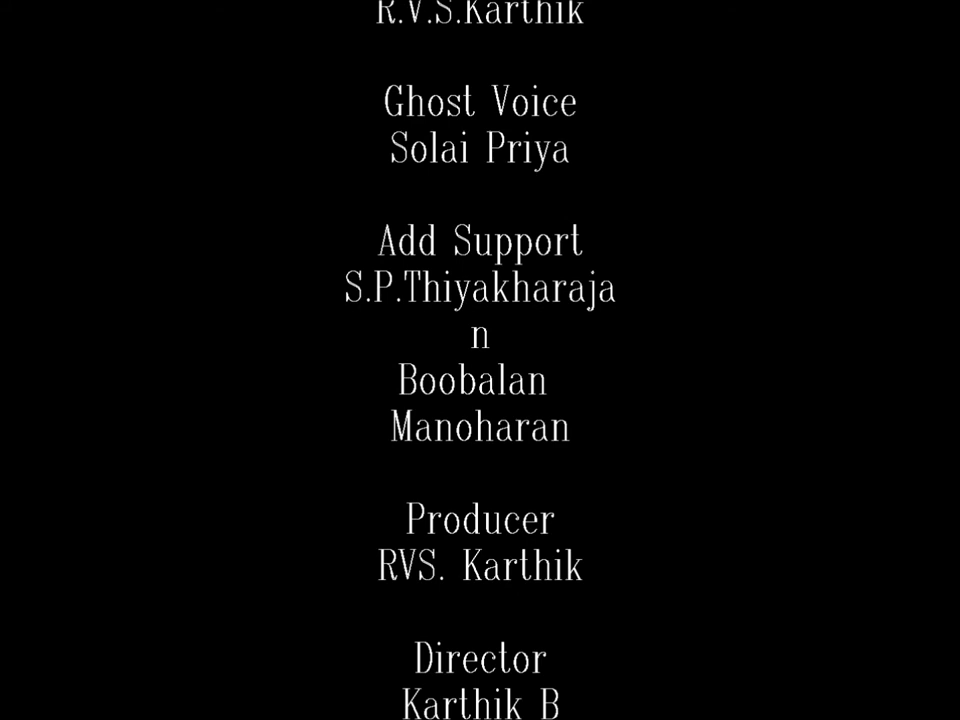 R.V.S.Karthik
Ghost Voice
Solai Priya
Add Support
S.P.Thiyakharaja
n
Boobalan
Manoharan
Producer
RVS. Karthik
Director
Karthik B